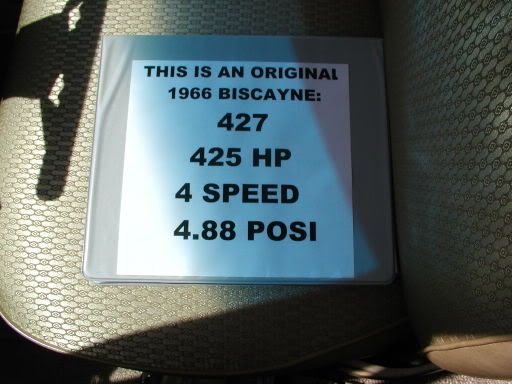 THIS IS AN ORIGINAL
1966 BISCAYNE:
427
425 HP
4 SPEED
4.88 POSI